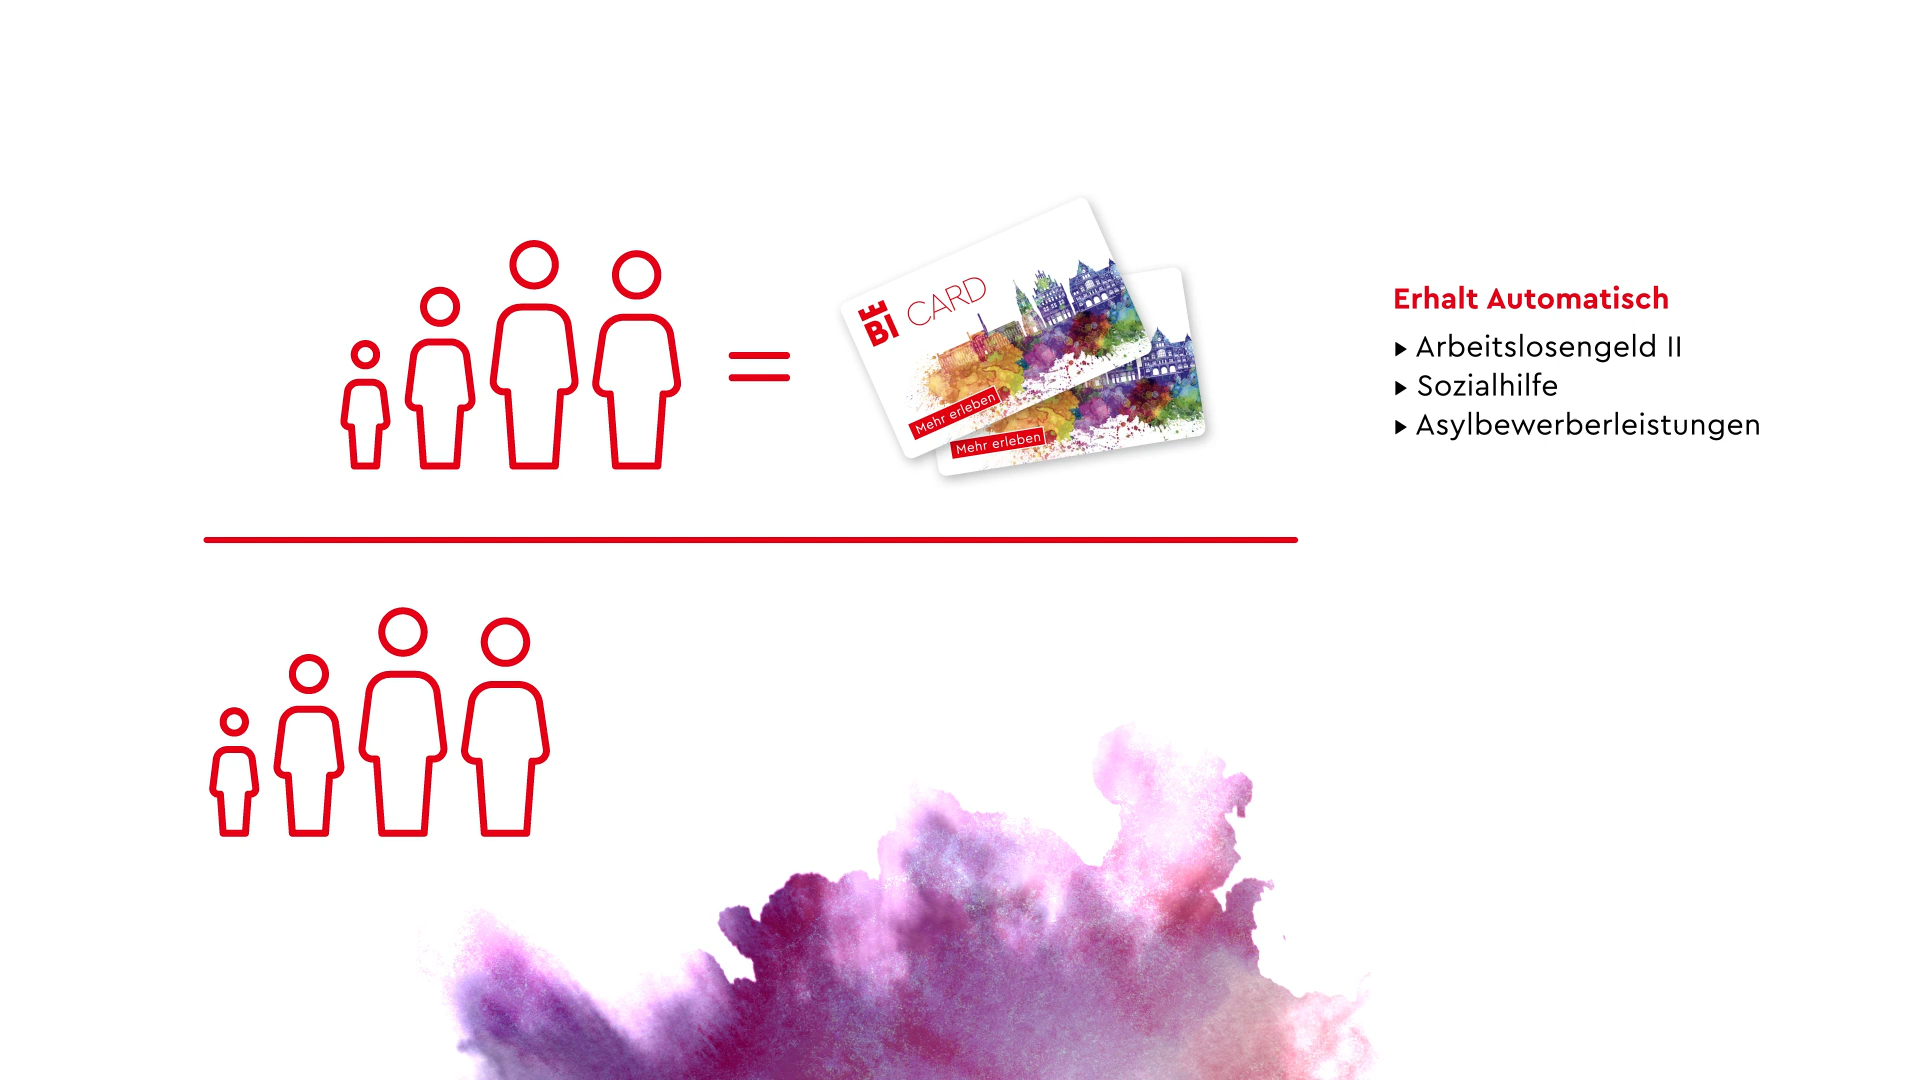 BI CARD
Mehr erleben
Mehr erleben
Erhalt Automatisch
Arbeitslosengeld II
Sozialhilfe
Asylbewerberleistungen